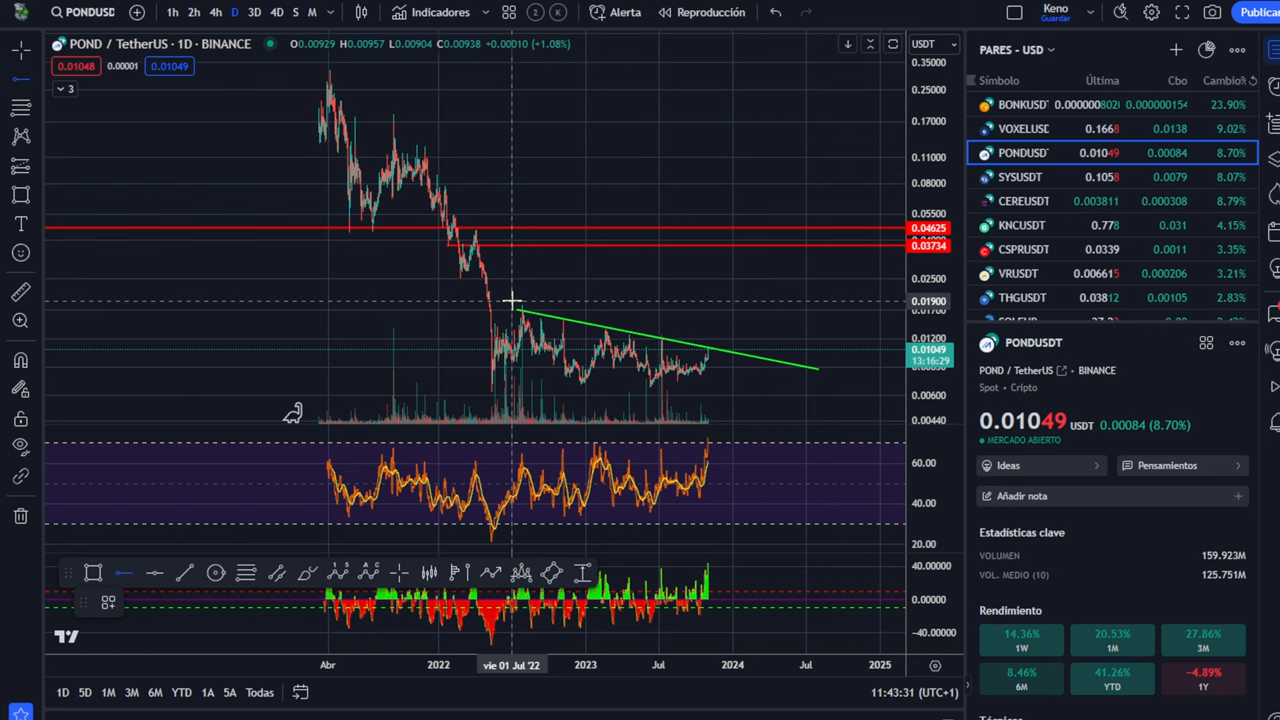 PONDUSD
1h 2h 4h D 3D 4D S M
Indicadores
2 K
Alerta
Reproducción
Keno
Guardar
Publicar
POND / TetherUS · 1D · BINANCE
O0.00929 H0.00957 L0.00904 C0.00938 +0.00010 (+1.08%)
0.01048 0.00001 0.01049
3
USDT
0.35000
0.25000
0.17000
0.11000
0.08000
0.05500
0.04625
0.03734
0.02500
0.01900
0.01700
0.01200
0.01049
13:16:29
0.00600
0.00440
60.00
40.00
20.00
40.00000
0.00000
−40.00000
Abr 2022 vie 01 Jul '22 2023 Jul 2024 Jul 2025
1D 5D 1M 3M 6M YTD 1A 5A Todas
11:43:31 (UTC+1)
PARES - USD
Símbolo Última Cbo Cambio%
BONKUSDT 0.00000802 0.000000154 23.90%
VOXELUSD 0.1668 0.0138 9.02%
PONDUSDT 0.01049 0.00084 8.70%
SYSUSDT 0.1058 0.0079 8.07%
CEREUSDT 0.003811 0.000308 8.79%
KNCUSDT 0.778 0.031 4.15%
CSPRUSDT 0.0339 0.0011 3.35%
VRUSDT 0.006615 0.000206 3.21%
THGUSDT 0.03812 0.00105 2.83%
PONDUSDT
POND / TetherUS • BINANCE
Spot • Cripto
0.01049 USDT 0.00084 (8.70%)
MERCADO ABIERTO
Ideas
Pensamientos
Añadir nota
Estadísticas clave
VOLUMEN 159.923M
VOL. MEDIO (10) 125.751M
Rendimiento
14.36% 20.53% 27.86%
1W 1M 3M
8.46% 41.26% −4.89%
6M YTD 1Y